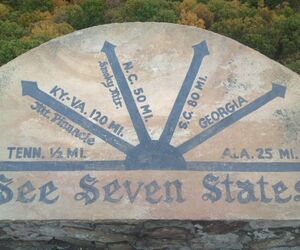 Smoky Mts.
N.C. 50 MI.
S.C. 80 MI.
KY.-VA. 120 MI.
Mt. Pinnacle
GEORGIA
TENN. ½ MI.
ALA. 25 MI.
See Seven States